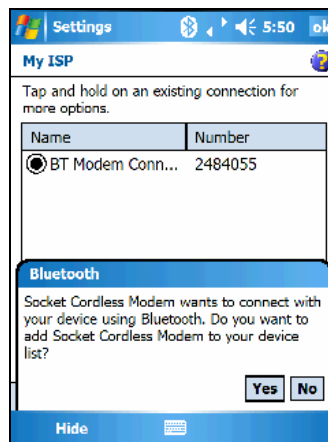 Settings 5:50 ok
My ISP
Tap and hold on an existing connection for
more options.
Name Number
BT Modem Conn... 2484055
Bluetooth
Socket Cordless Modem wants to connect with
your device using Bluetooth. Do you want to
add Socket Cordless Modem to your device
list?
Yes No
Hide